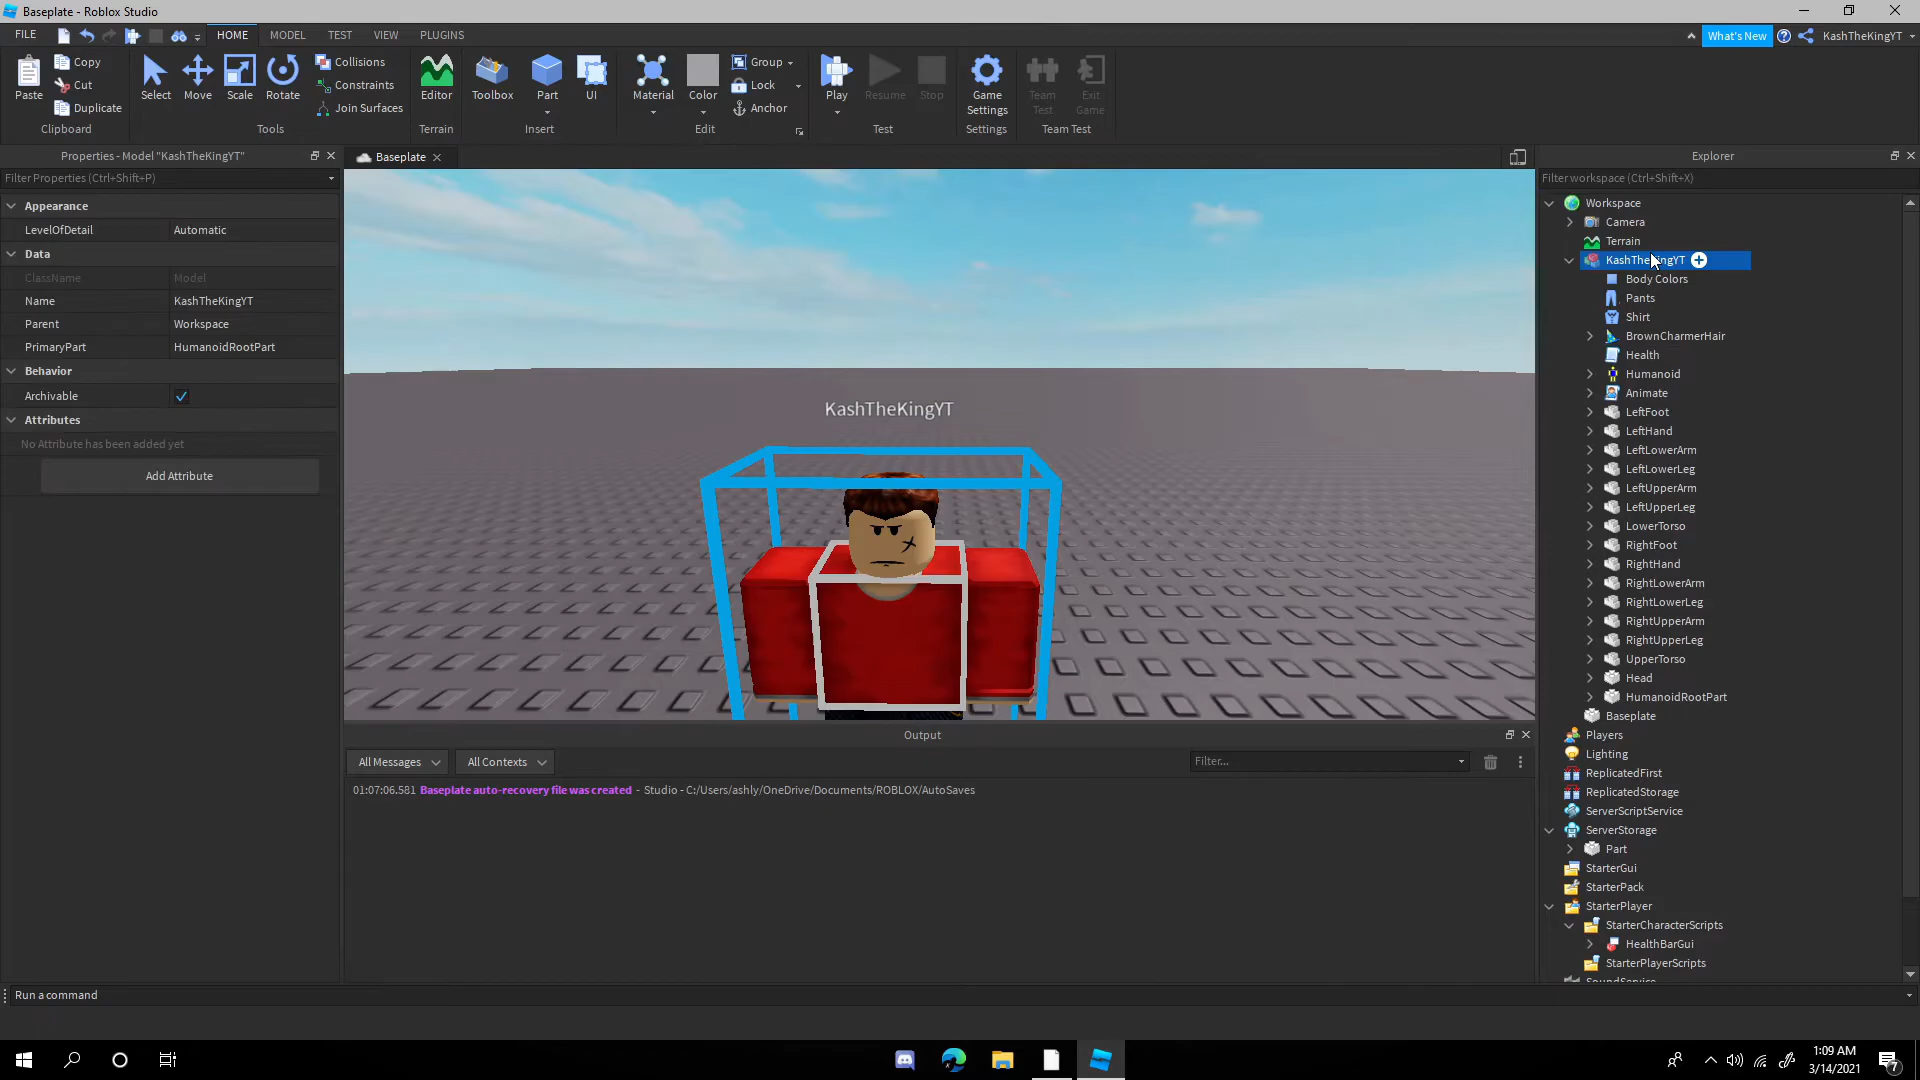 Baseplate - Roblox Studio
FILE HOME MODEL TEST VIEW PLUGINS What's New KashTheKingYT
Paste Copy Cut Duplicate Select Move Scale Rotate Collisions Constraints Join Surfaces Editor Toolbox Part UI Material Color Group Lock Anchor Play Resume Stop Game Settings Team Test Exit Game
Clipboard Tools Terrain Insert Edit Test Settings Team Test
Properties - Model "KashTheKingYT"
Filter Properties (Ctrl+Shift+P)
Appearance
LevelOfDetail Automatic
Data
ClassName Model
Name KashTheKingYT
Parent Workspace
PrimaryPart HumanoidRootPart
Behavior
Archivable
Attributes
No Attribute has been added yet
Add Attribute
Baseplate
KashTheKingYT
Output
All Messages All Contexts Filter...
01:07:06.581 Baseplate auto-recovery file was created - Studio - C:/Users/ashly/OneDrive/Documents/ROBLOX/AutoSaves
Explorer
Filter workspace (Ctrl+Shift+X)
Workspace
Camera
Terrain
KashTheKingYT
Body Colors
Pants
Shirt
BrownCharmerHair
Health
Humanoid
Animate
LeftFoot
LeftHand
LeftLowerArm
LeftLowerLeg
LeftUpperArm
LeftUpperLeg
LowerTorso
RightFoot
RightHand
RightLowerArm
RightLowerLeg
RightUpperArm
RightUpperLeg
UpperTorso
Head
HumanoidRootPart
Baseplate
Players
Lighting
ReplicatedFirst
ReplicatedStorage
ServerScriptService
ServerStorage
Part
StarterGui
StarterPack
StarterPlayer
StarterCharacterScripts
HealthBarGui
StarterPlayerScripts
SoundService
Run a command
1:09 AM
3/14/2021
7